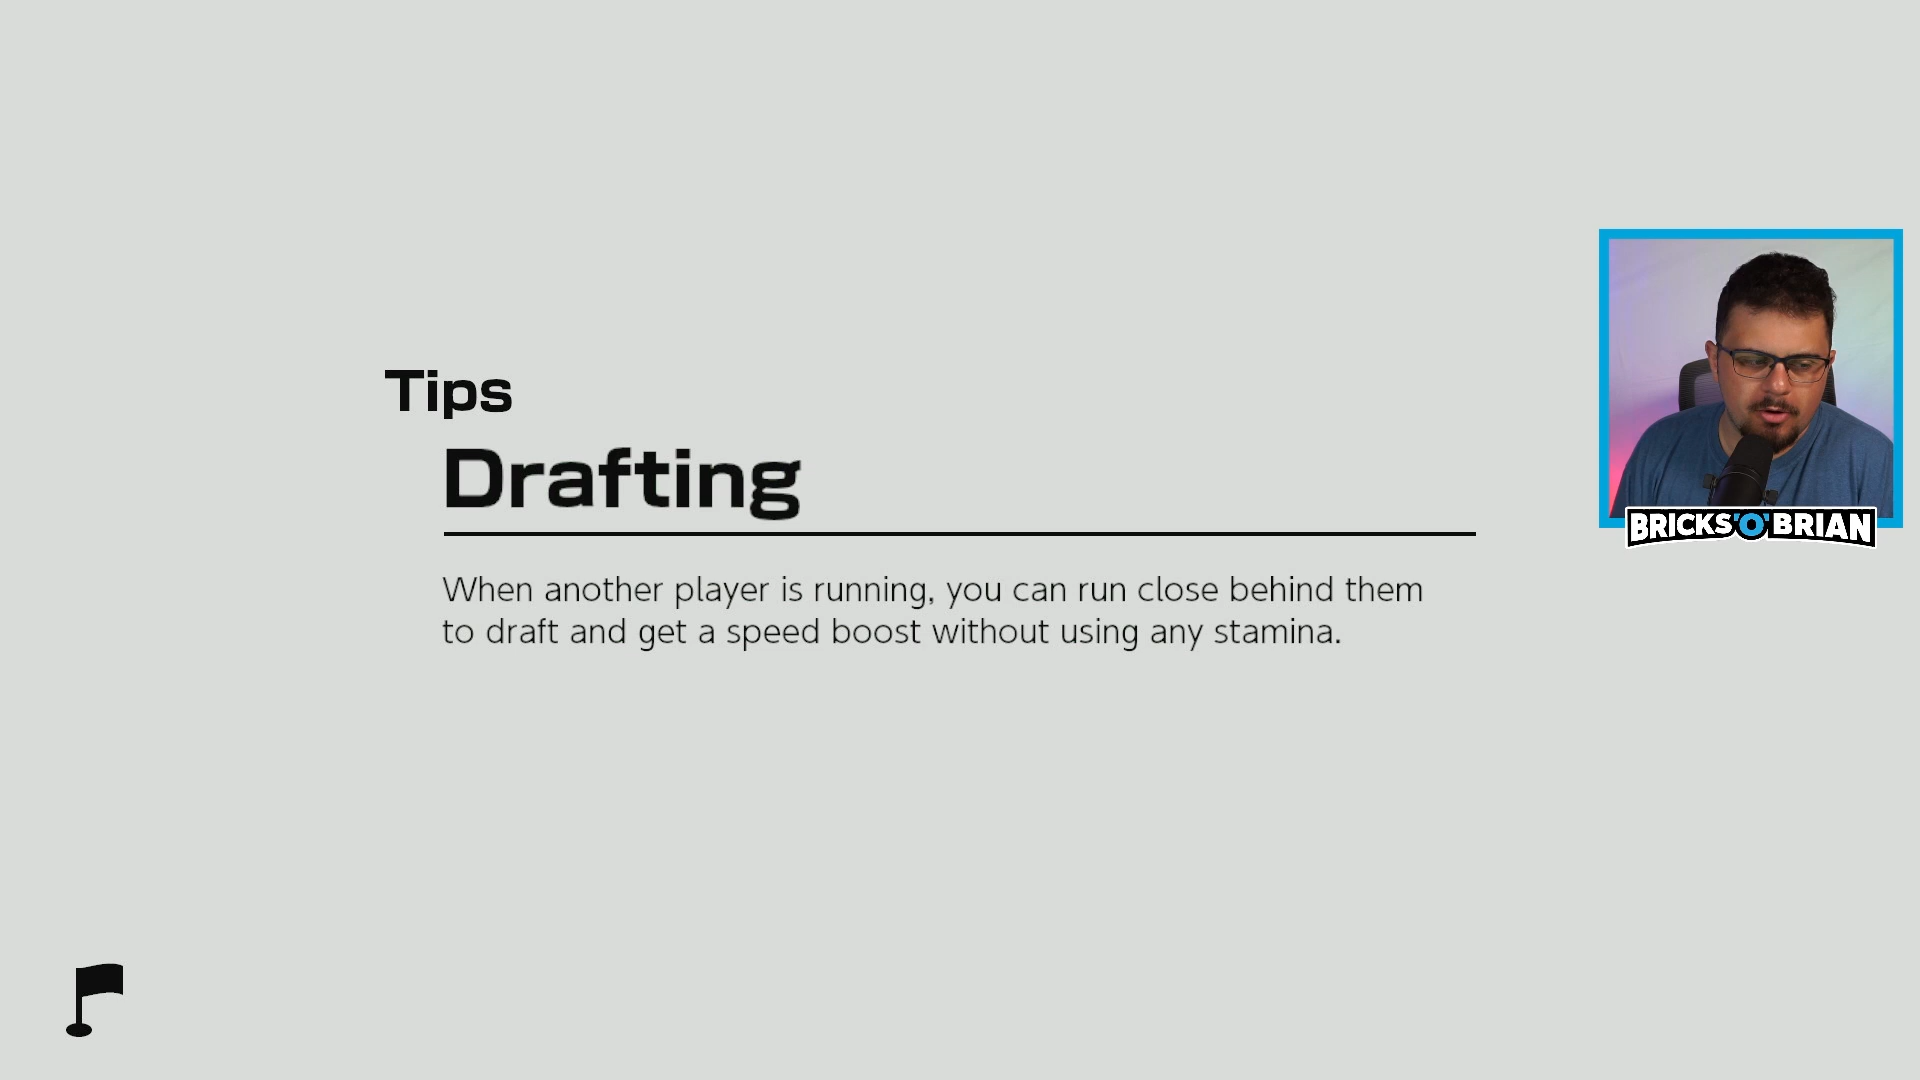 Tips
Drafting
When another player is running, you can run close behind them
to draft and get a speed boost without using any stamina.
BRICKS'O'BRIAN